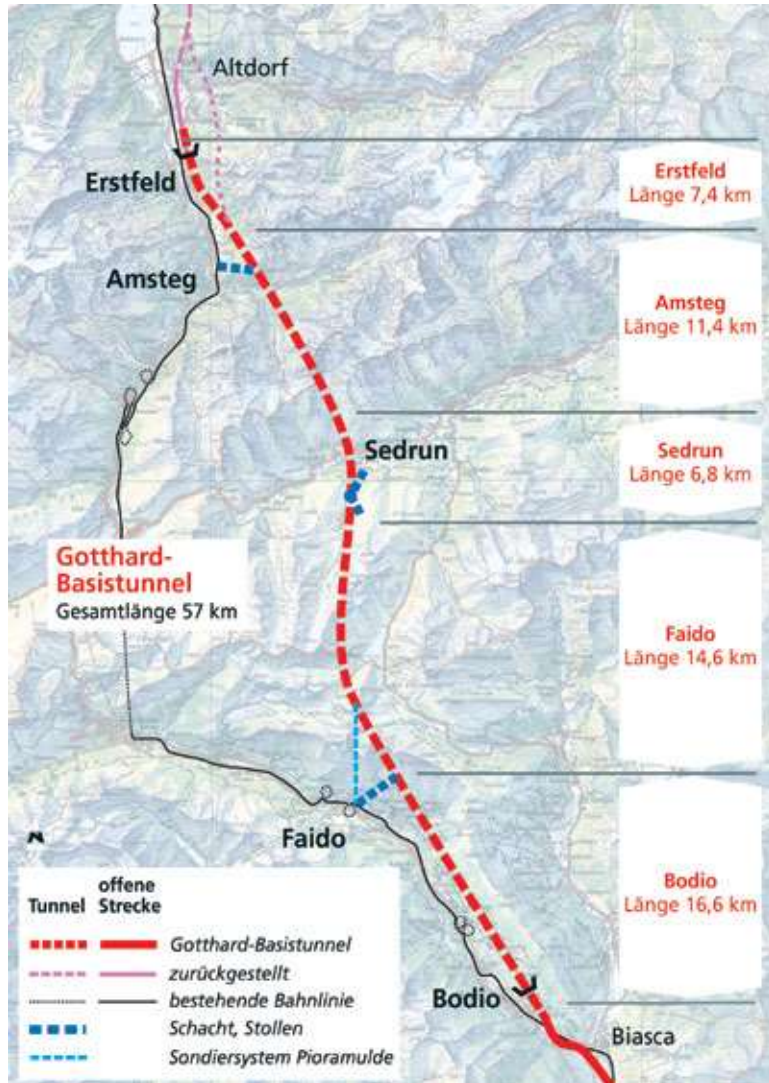 Altdorf
Erstfeld
Erstfeld
Länge 7,4 km
Amsteg
Amsteg
Länge 11,4 km
Sedrun
Sedrun
Länge 6,8 km
Gotthard-
Basistunnel
Gesamtlänge 57 km
Faido
Länge 14,6 km
Faido
N
Bodio
Länge 16,6 km
Bodio
Biasca
offene
Tunnel Strecke
Gotthard-Basistunnel
zurückgestellt
bestehende Bahnlinie
Schacht, Stollen
Sondiersystem Pioramulde